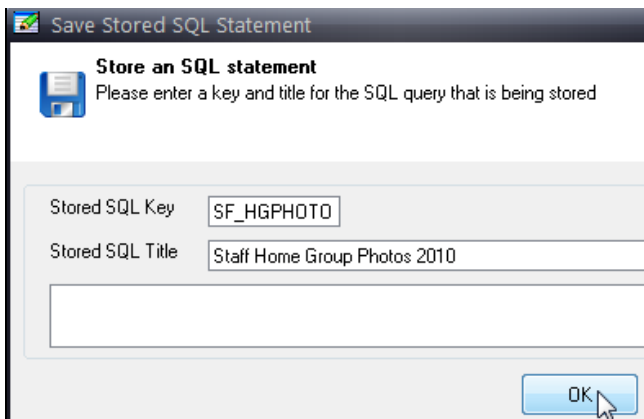 Save Stored SQL Statement
Store an SQL statement
Please enter a key and title for the SQL query that is being stored
Stored SQL Key SF_HGPHOTO
Stored SQL Title Staff Home Group Photos 2010
OK